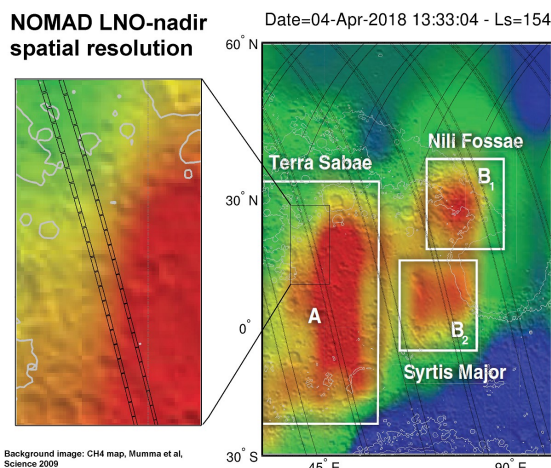 NOMAD LNO-nadir
spatial resolution
Date=04-Apr-2018 13:33:04 - Ls=154
60° N
Nili Fossae
Terra Sabae
B₁
30° N
A
0°
B₂
Syrtis Major
Background image: CH4 map, Mumma et al,
Science 2009
30° S
45° E
90° E